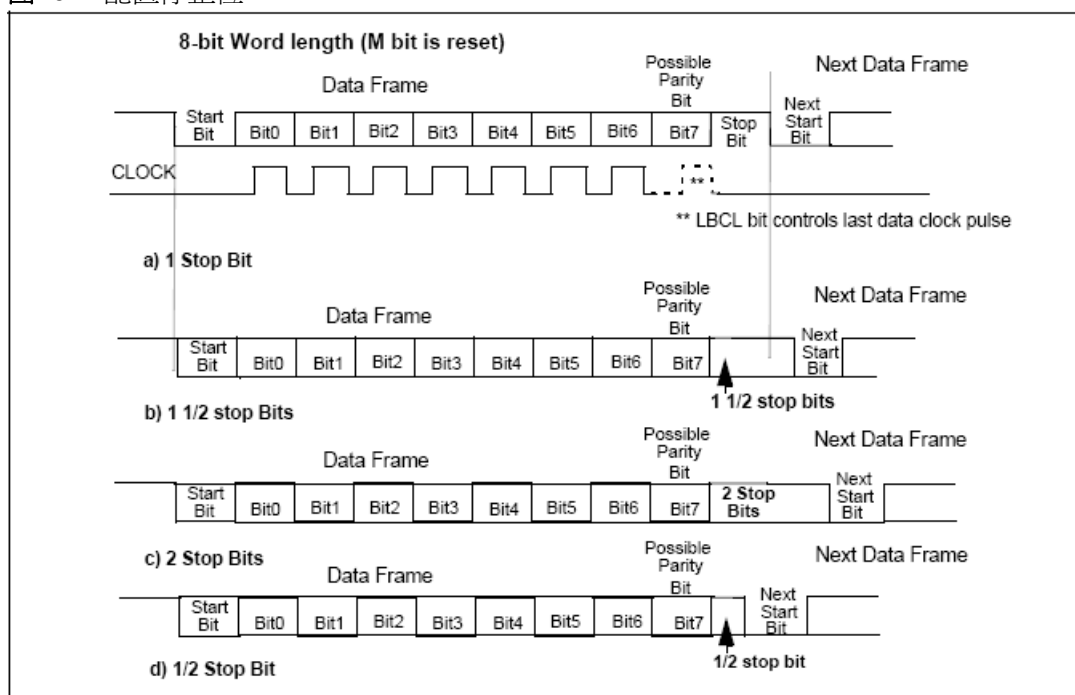 图 配置停止位
8-bit Word length (M bit is reset)
Data Frame
Possible
Parity
Bit
Next Data Frame
Start
Bit
Bit0
Bit1
Bit2
Bit3
Bit4
Bit5
Bit6
Bit7
Stop
Bit
Next
Start
Bit
CLOCK
**
** LBCL bit controls last data clock pulse
a) 1 Stop Bit
Data Frame
Possible
Parity
Bit
Next Data Frame
Start
Bit
Bit0
Bit1
Bit2
Bit3
Bit4
Bit5
Bit6
Bit7
Next
Start
Bit
1 1/2 stop bits
b) 1 1/2 stop Bits
Data Frame
Possible
Parity
Bit
Next Data Frame
Start
Bit
Bit0
Bit1
Bit2
Bit3
Bit4
Bit5
Bit6
Bit7
2 Stop
Bits
Next
Start
Bit
c) 2 Stop Bits
Data Frame
Possible
Parity
Bit
Next Data Frame
Start
Bit
Bit0
Bit1
Bit2
Bit3
Bit4
Bit5
Bit6
Bit7
Next
Start
Bit
1/2 stop bit
d) 1/2 Stop Bit